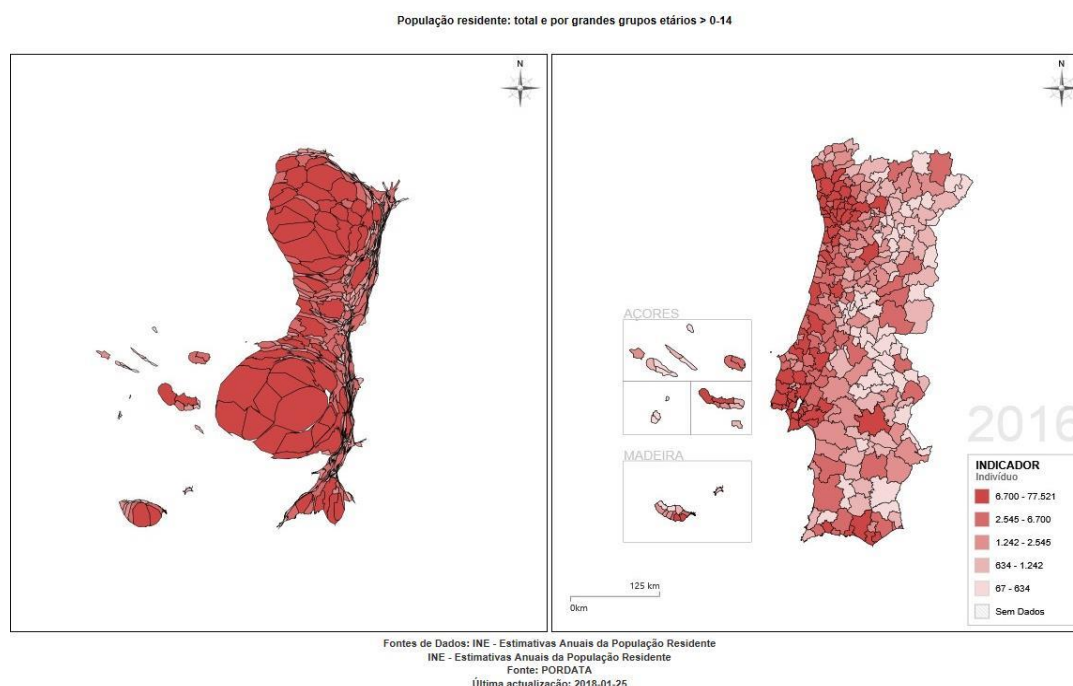 População residente: total e por grandes grupos etários > 0-14
N
N
AÇORES
MADEIRA
2016
INDICADOR
Indivíduo
6.700 - 77.521
2.545 - 6.700
1.242 - 2.545
634 - 1.242
67 - 634
Sem Dados
125 km
0km
Fontes de Dados: INE - Estimativas Anuais da População Residente
INE - Estimativas Anuais da População Residente
Fonte: PORDATA
Última actualização: 2018-01-25